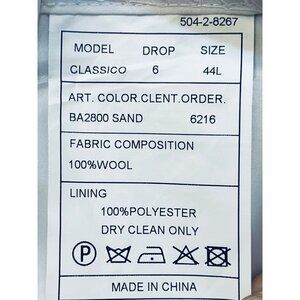 504-2-8267
MODEL DROP SIZE
CLASSICO 6 44L
ART. COLOR.CLENT.ORDER.
BA2800 SAND 6216
FABRIC COMPOSITION
100%WOOL
LINING
100%POLYESTER
DRY CLEAN ONLY
P
MADE IN CHINA